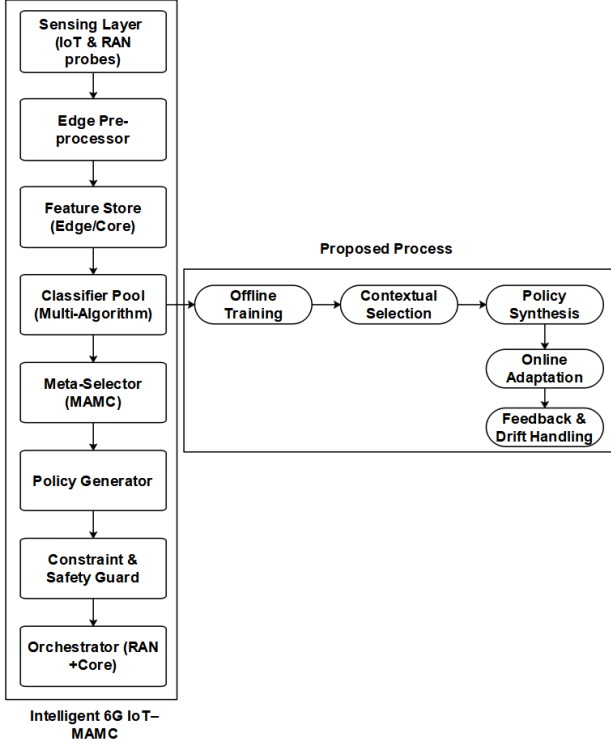 Sensing Layer
(IoT & RAN
probes)
Edge Pre-
processor
Feature Store
(Edge/Core)
Classifier Pool
(Multi-Algorithm)
Meta-Selector
(MAMC)
Policy Generator
Constraint &
Safety Guard
Orchestrator (RAN
+Core)
Intelligent 6G IoT–
MAMC
Proposed Process
Offline
Training
Contextual
Selection
Policy
Synthesis
Online
Adaptation
Feedback &
Drift Handling